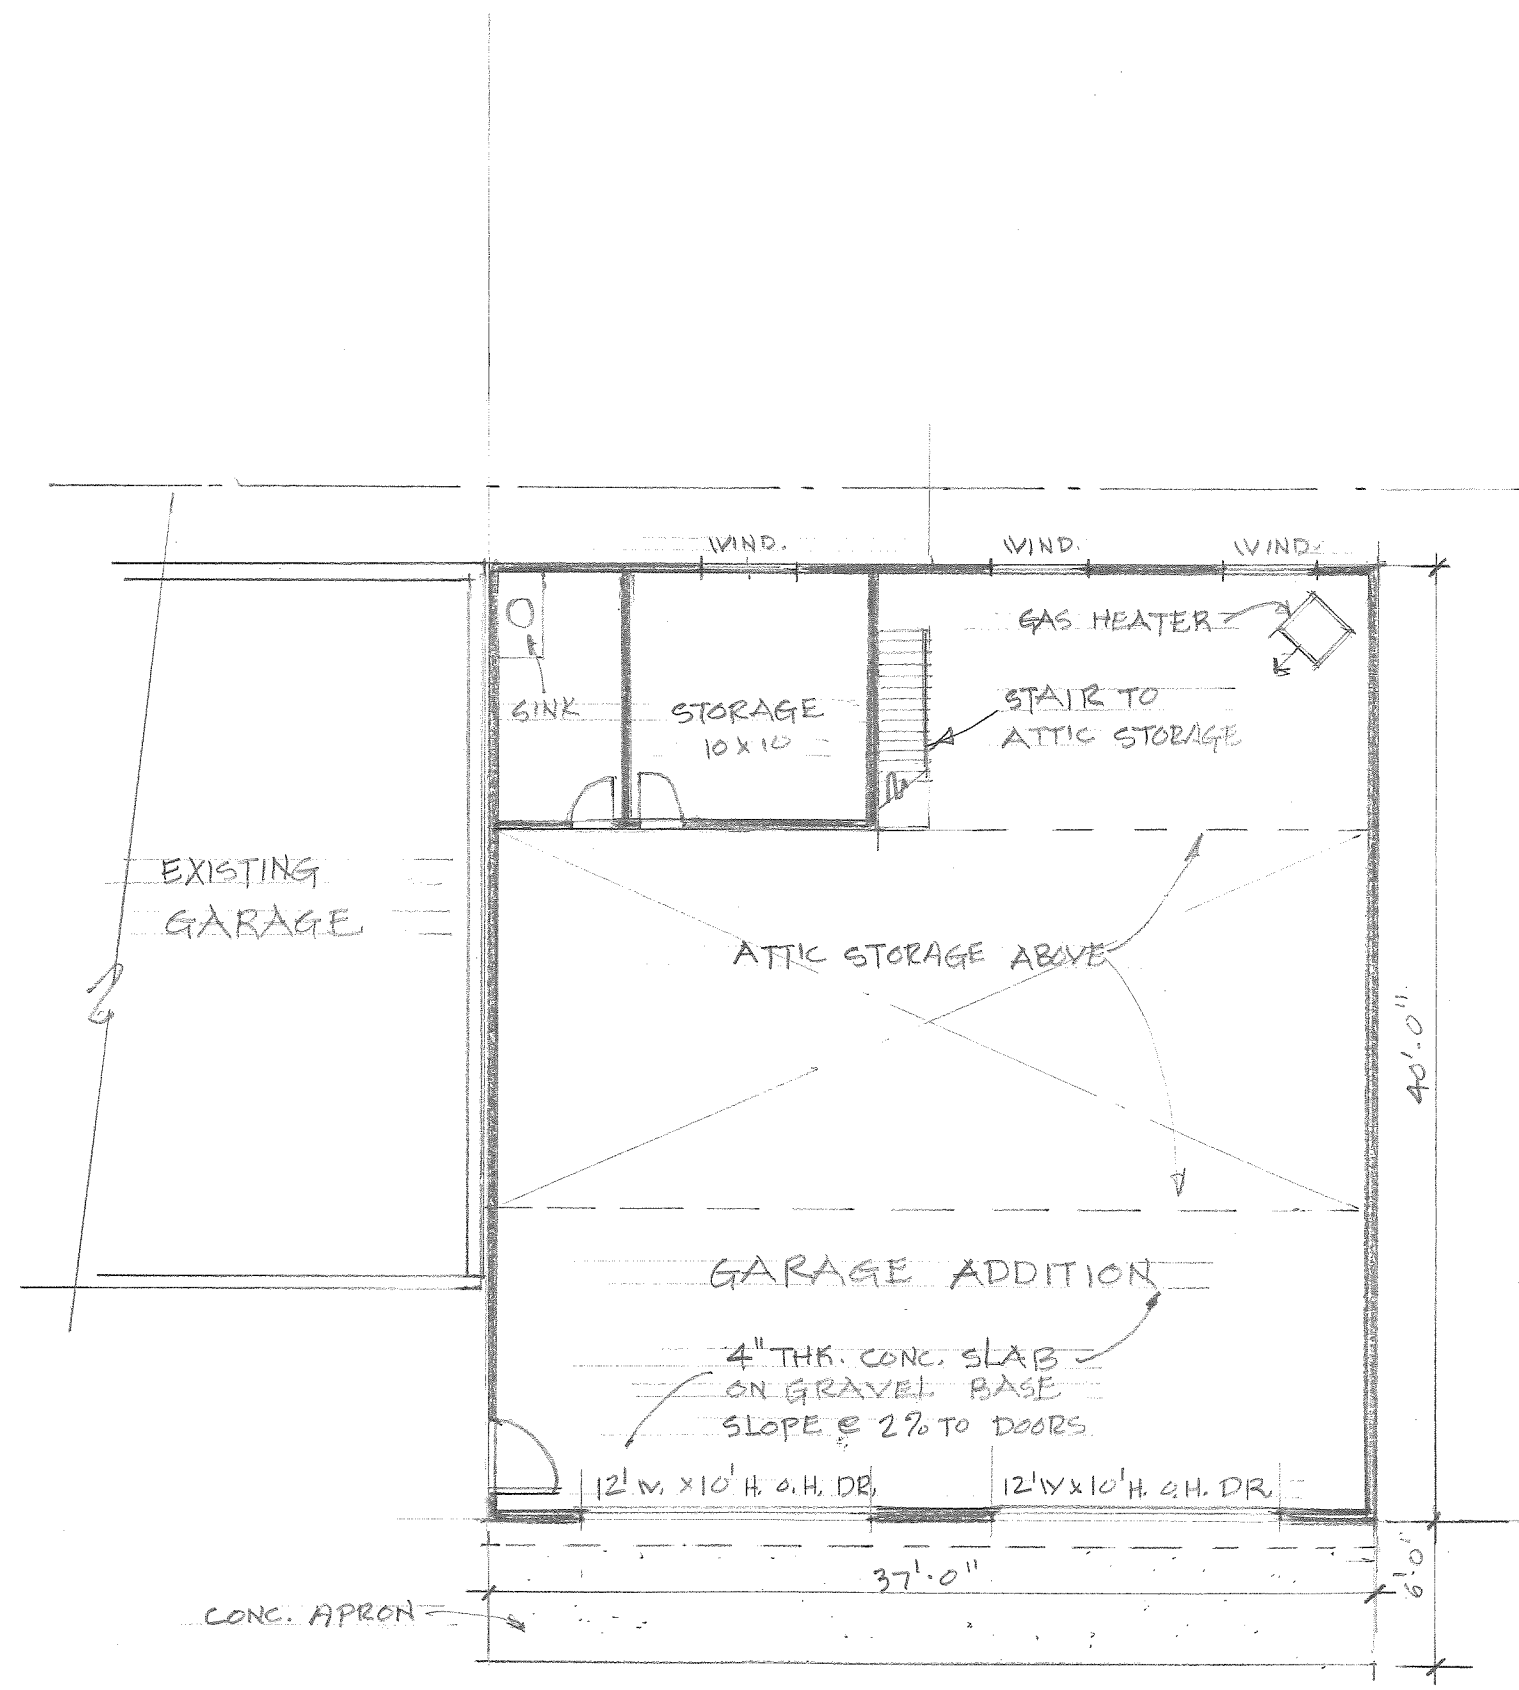 WIND.
WIND.
WIND.
GAS HEATER
SINK
STORAGE
10 X 10
STAIR TO
ATTIC STORAGE
EXISTING
GARAGE
ATTIC STORAGE ABOVE
40'-0"
GARAGE ADDITION
4" THK. CONC. SLAB
ON GRAVEL BASE
SLOPE @ 2% TO DOORS
12' W. X 10' H. O.H. DR.
12' W X 10' H. O.H. DR.
37'-0"
6'-0"
CONC. APRON